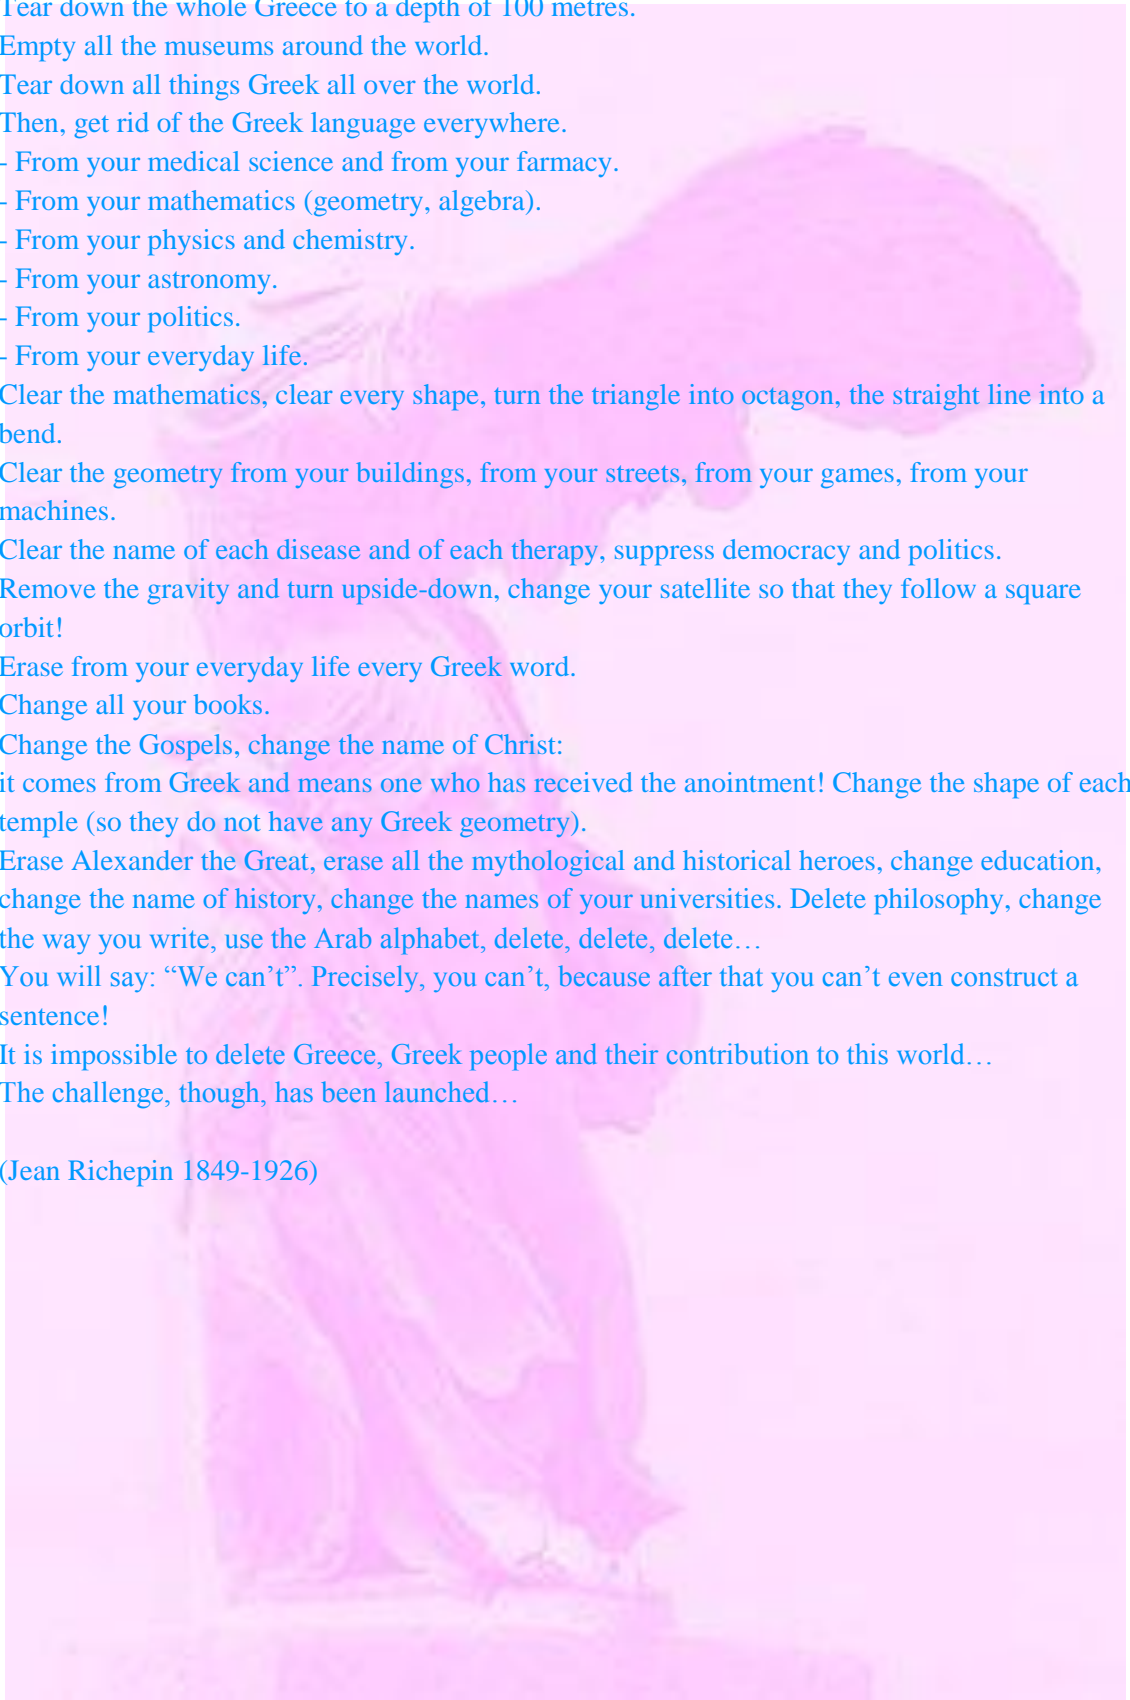 Tear down the whole Greece to a depth of 100 metres.
Empty all the museums around the world.
Tear down all things Greek all over the world.
Then, get rid of the Greek language everywhere.
- From your medical science and from your farmacy.
- From your mathematics (geometry, algebra).
- From your physics and chemistry.
- From your astronomy.
- From your politics.
- From your everyday life.
Clear the mathematics, clear every shape, turn the triangle into octagon, the straight line into a
bend.
Clear the geometry from your buildings, from your streets, from your games, from your
machines.
Clear the name of each disease and of each therapy, suppress democracy and politics.
Remove the gravity and turn upside-down, change your satellite so that they follow a square
orbit!
Erase from your everyday life every Greek word.
Change all your books.
Change the Gospels, change the name of Christ:
it comes from Greek and means one who has received the anointment! Change the shape of each
temple (so they do not have any Greek geometry).
Erase Alexander the Great, erase all the mythological and historical heroes, change education,
change the name of history, change the names of your universities. Delete philosophy, change
the way you write, use the Arab alphabet, delete, delete, delete…
You will say: “We can’t”. Precisely, you can’t, because after that you can’t even construct a
sentence!
It is impossible to delete Greece, Greek people and their contribution to this world…
The challenge, though, has been launched…
(Jean Richepin 1849-1926)